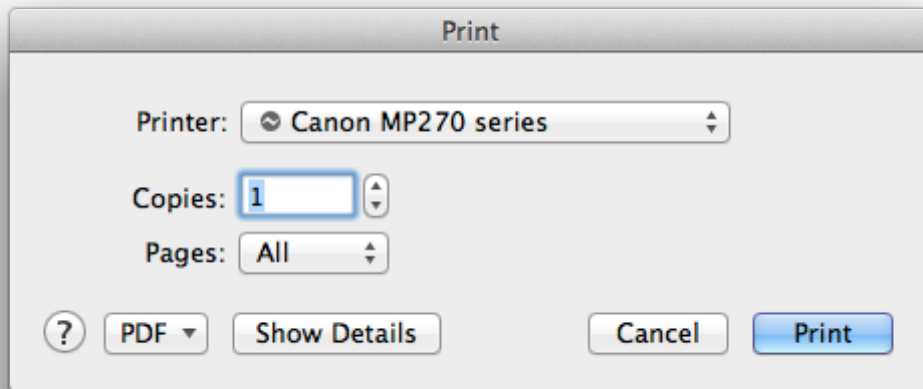 Print
Printer: Canon MP270 series
Copies: 1
Pages: All
? PDF Show Details Cancel Print